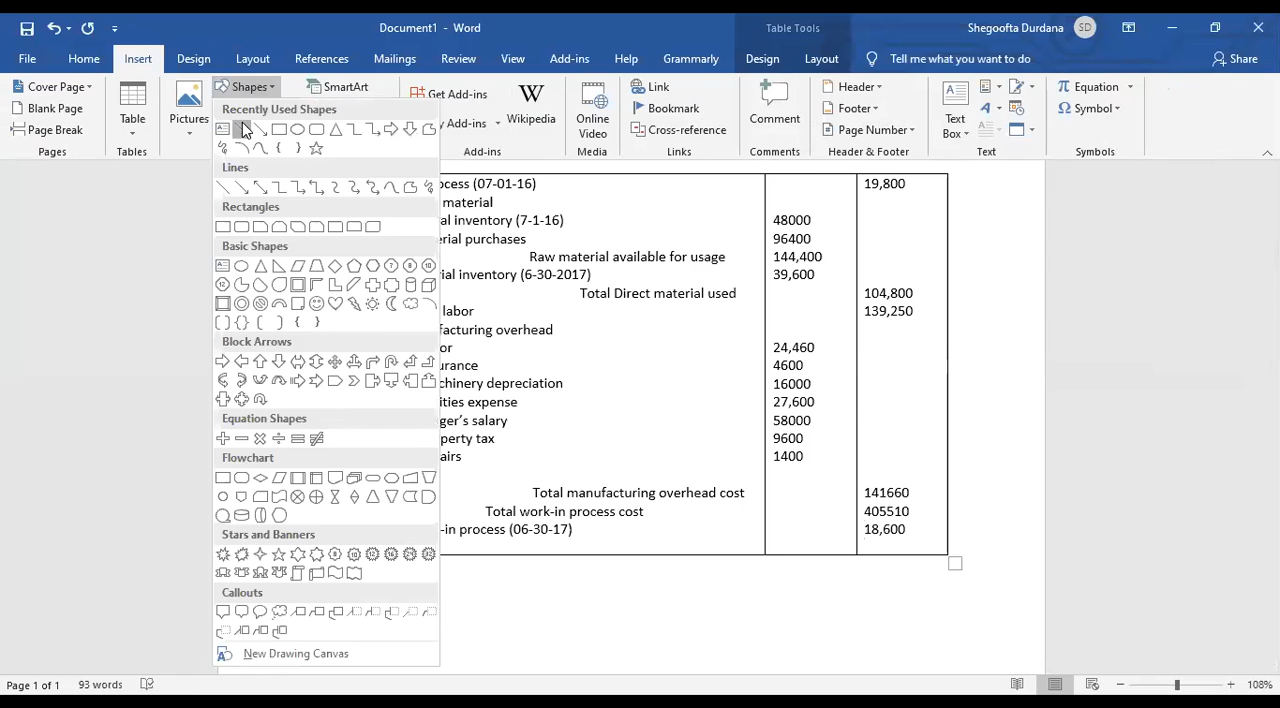 Document1 - Word
Table Tools
Shegoofta Durdana
SD
File
Home
Insert
Design
Layout
References
Mailings
Review
View
Add-ins
Help
Grammarly
Design
Layout
Tell me what you want to do
Share
Cover Page
Blank Page
Page Break
Pages
Table
Tables
Pictures
Shapes
SmartArt
Get Add-ins
Add-ins
Wikipedia
Add-ins
Online
Video
Media
Link
Bookmark
Cross-reference
Links
Comment
Comments
Header
Footer
Page Number
Header & Footer
Text
Box
Text
Equation
Symbol
Symbols
Recently Used Shapes
Lines
Rectangles
Basic Shapes
Block Arrows
Equation Shapes
Flowchart
Stars and Banners
Callouts
New Drawing Canvas
ocess (07-01-16) 19,800
material
al inventory (7-1-16) 48000
erial purchases 96400
Raw material available for usage 144,400
ial inventory (6-30-2017) 39,600
Total Direct material used 104,800
labor 139,250
facturing overhead
or 24,460
urance 4600
chinery depreciation 16000
ities expense 27,600
ger's salary 58000
perty tax 9600
airs 1400
Total manufacturing overhead cost 141660
Total work-in process cost 405510
-in process (06-30-17) 18,600
Page 1 of 1
93 words
108%